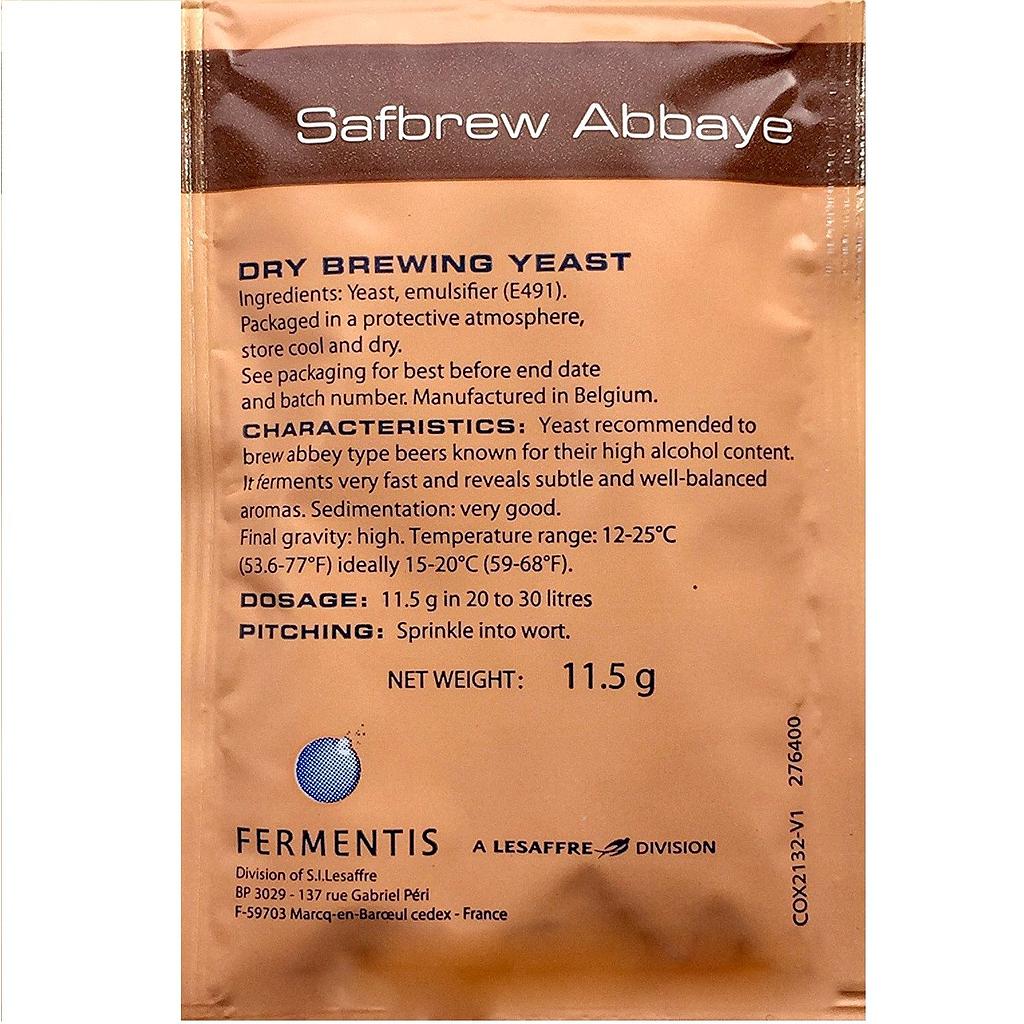 Safbrew Abbaye
DRY BREWING YEAST
Ingredients: Yeast, emulsifier (E491).
Packaged in a protective atmosphere,
store cool and dry.
See packaging for best before end date
and batch number. Manufactured in Belgium.
CHARACTERISTICS: Yeast recommended to
brew abbey type beers known for their high alcohol content.
It ferments very fast and reveals subtle and well-balanced
aromas. Sedimentation: very good.
Final gravity: high. Temperature range: 12-25°C
(53.6-77°F) ideally 15-20°C (59-68°F).
DOSAGE: 11.5 g in 20 to 30 litres
PITCHING: Sprinkle into wort.
NET WEIGHT: 11.5 g
FERMENTIS A LESAFFRE DIVISION
Division of S.I.Lesaffre
BP 3029 - 137 rue Gabriel Péri
F-59703 Marcq-en-Barœul cedex - France
COX2132-V1 276400